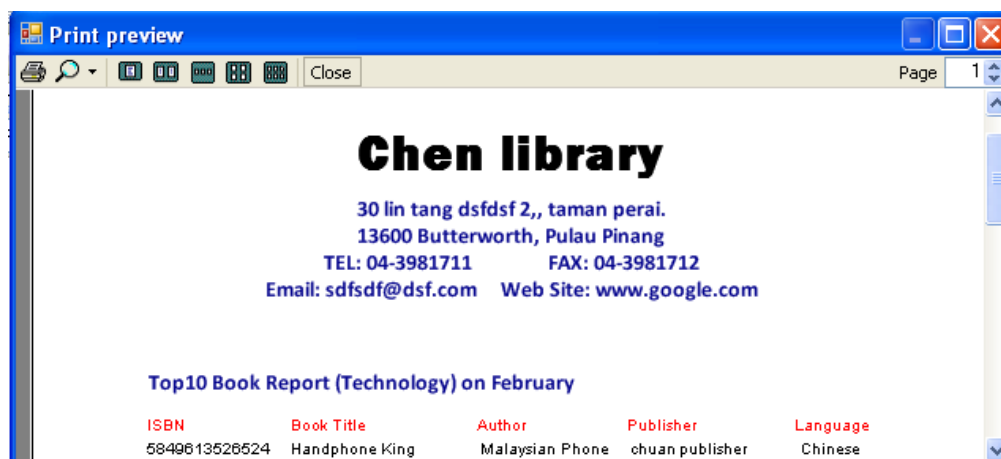 Print preview
Close Page 1
Chen library
30 lin tang dsfdsf 2,, taman perai.
13600 Butterworth, Pulau Pinang
TEL: 04-3981711 FAX: 04-3981712
Email: sdfsdf@dsf.com Web Site: www.google.com
Top10 Book Report (Technology) on February
ISBN Book Title Author Publisher Language
5849613526524 Handphone King Malaysian Phone chuan publisher Chinese